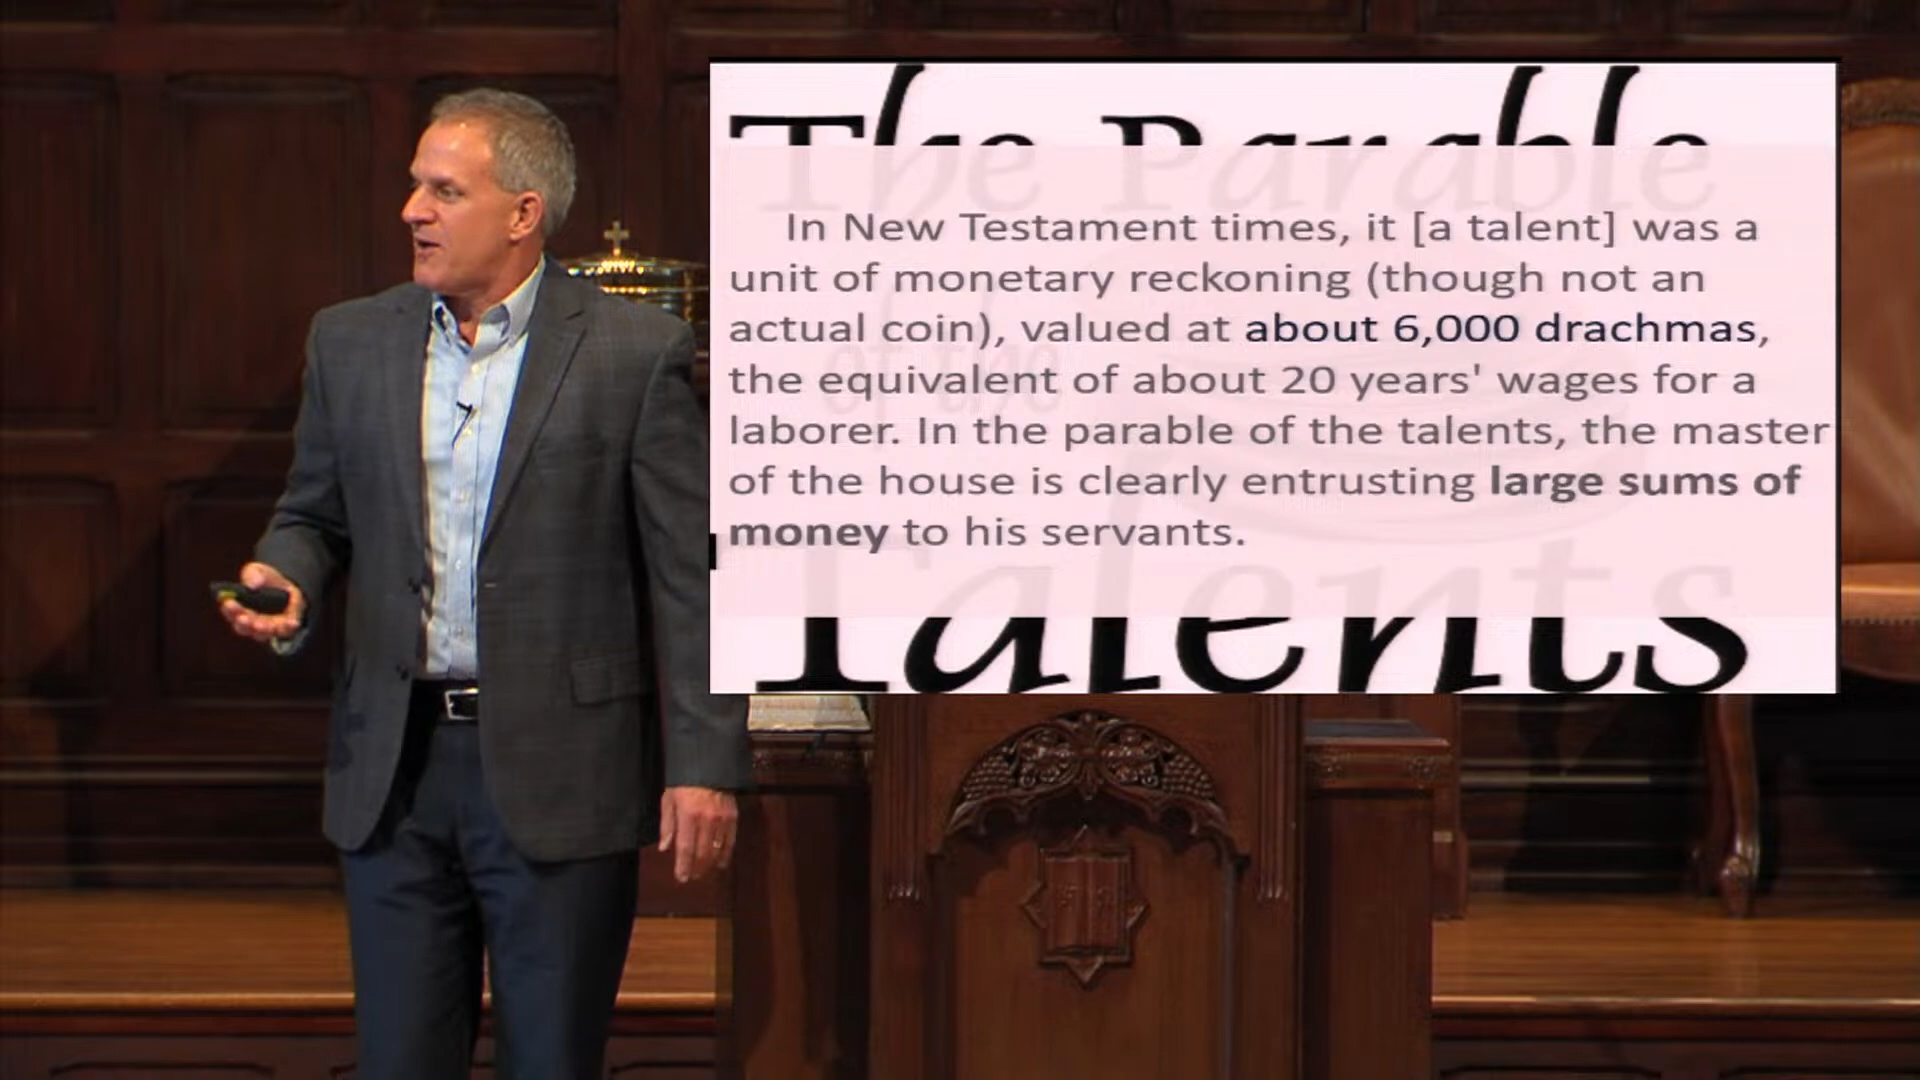 The Parable
In New Testament times, it [a talent] was a
unit of monetary reckoning (though not an
actual coin), valued at about 6,000 drachmas,
of the
the equivalent of about 20 years' wages for a
laborer. In the parable of the talents, the master
of the house is clearly entrusting large sums of
money to his servants.
Talents